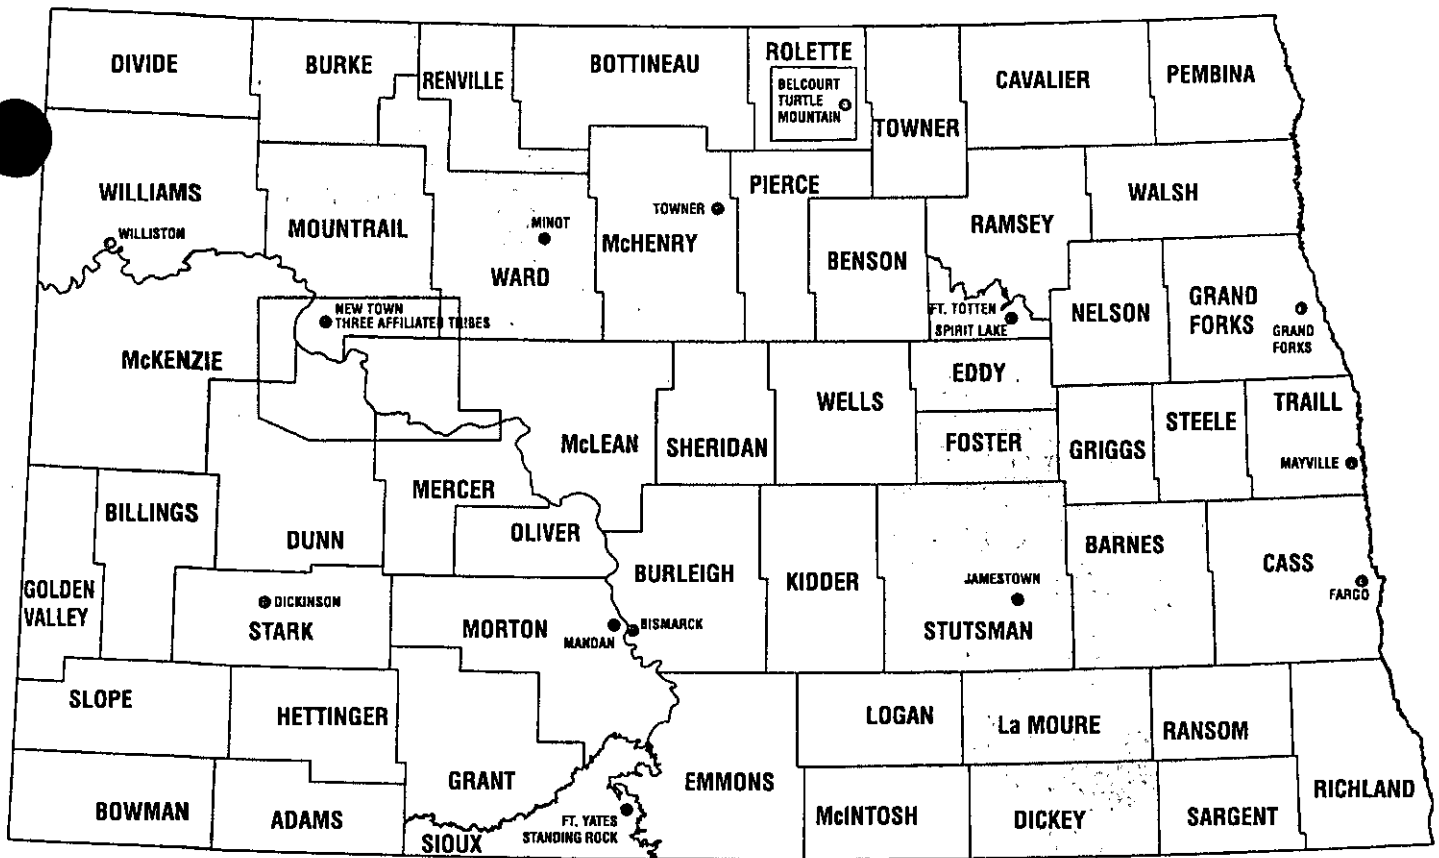 DIVIDE
BURKE
RENVILLE
BOTTINEAU
ROLETTE
BELCOURT
TURTLE
MOUNTAIN
TOWNER
CAVALIER
PEMBINA
WILLIAMS
WILLISTON
MOUNTRAIL
MINOT
WARD
TOWNER
McHENRY
PIERCE
BENSON
RAMSEY
WALSH
FT. TOTTEN
SPIRIT LAKE
NELSON
GRAND
FORKS
GRAND
FORKS
NEW TOWN
THREE AFFILIATED TRIBES
McKENZIE
McLEAN
SHERIDAN
WELLS
EDDY
FOSTER
GRIGGS
STEELE
TRAILL
MAYVILLE
BILLINGS
DUNN
MERCER
OLIVER
BURLEIGH
KIDDER
JAMESTOWN
STUTSMAN
BARNES
CASS
FARGO
GOLDEN
VALLEY
DICKINSON
STARK
MORTON
MANDAN
BISMARCK
SLOPE
HETTINGER
GRANT
EMMONS
LOGAN
La MOURE
RANSOM
RICHLAND
BOWMAN
ADAMS
SIOUX
FT. YATES
STANDING ROCK
McINTOSH
DICKEY
SARGENT